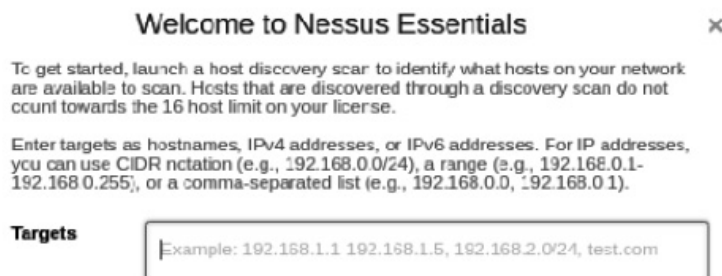 Welcome to Nessus Essentials
×
To get started, launch a host discovery scan to identify what hosts on your network
are available to scan. Hosts that are discovered through a discovery scan do not
count towards the 16 host limit on your license.
Enter targets as hostnames, IPv4 addresses, or IPv6 addresses. For IP addresses,
you can use CIDR notation (e.g., 192.168.0.0/24), a range (e.g., 192.168.0.1-
192.168.0.255), or a comma-separated list (e.g., 192.168.0.0, 192.168.0.1).
Targets
Example: 192.168.1.1 192.168.1.5, 192.168.2.0/24, test.com